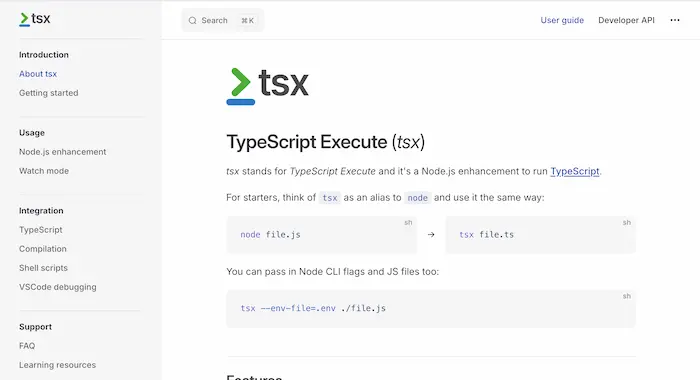 tsx
Search ⌘ K
User guide
Developer API
Introduction
About tsx
Getting started
Usage
Node.js enhancement
Watch mode
Integration
TypeScript
Compilation
Shell scripts
VSCode debugging
Support
FAQ
Learning resources
tsx
TypeScript Execute (tsx)
tsx stands for TypeScript Execute and it's a Node.js enhancement to run TypeScript.
For starters, think of tsx as an alias to node and use it the same way:
sh
node file.js
→
sh
tsx file.ts
You can pass in Node CLI flags and JS files too:
sh
tsx --env-file=.env ./file.js
Features